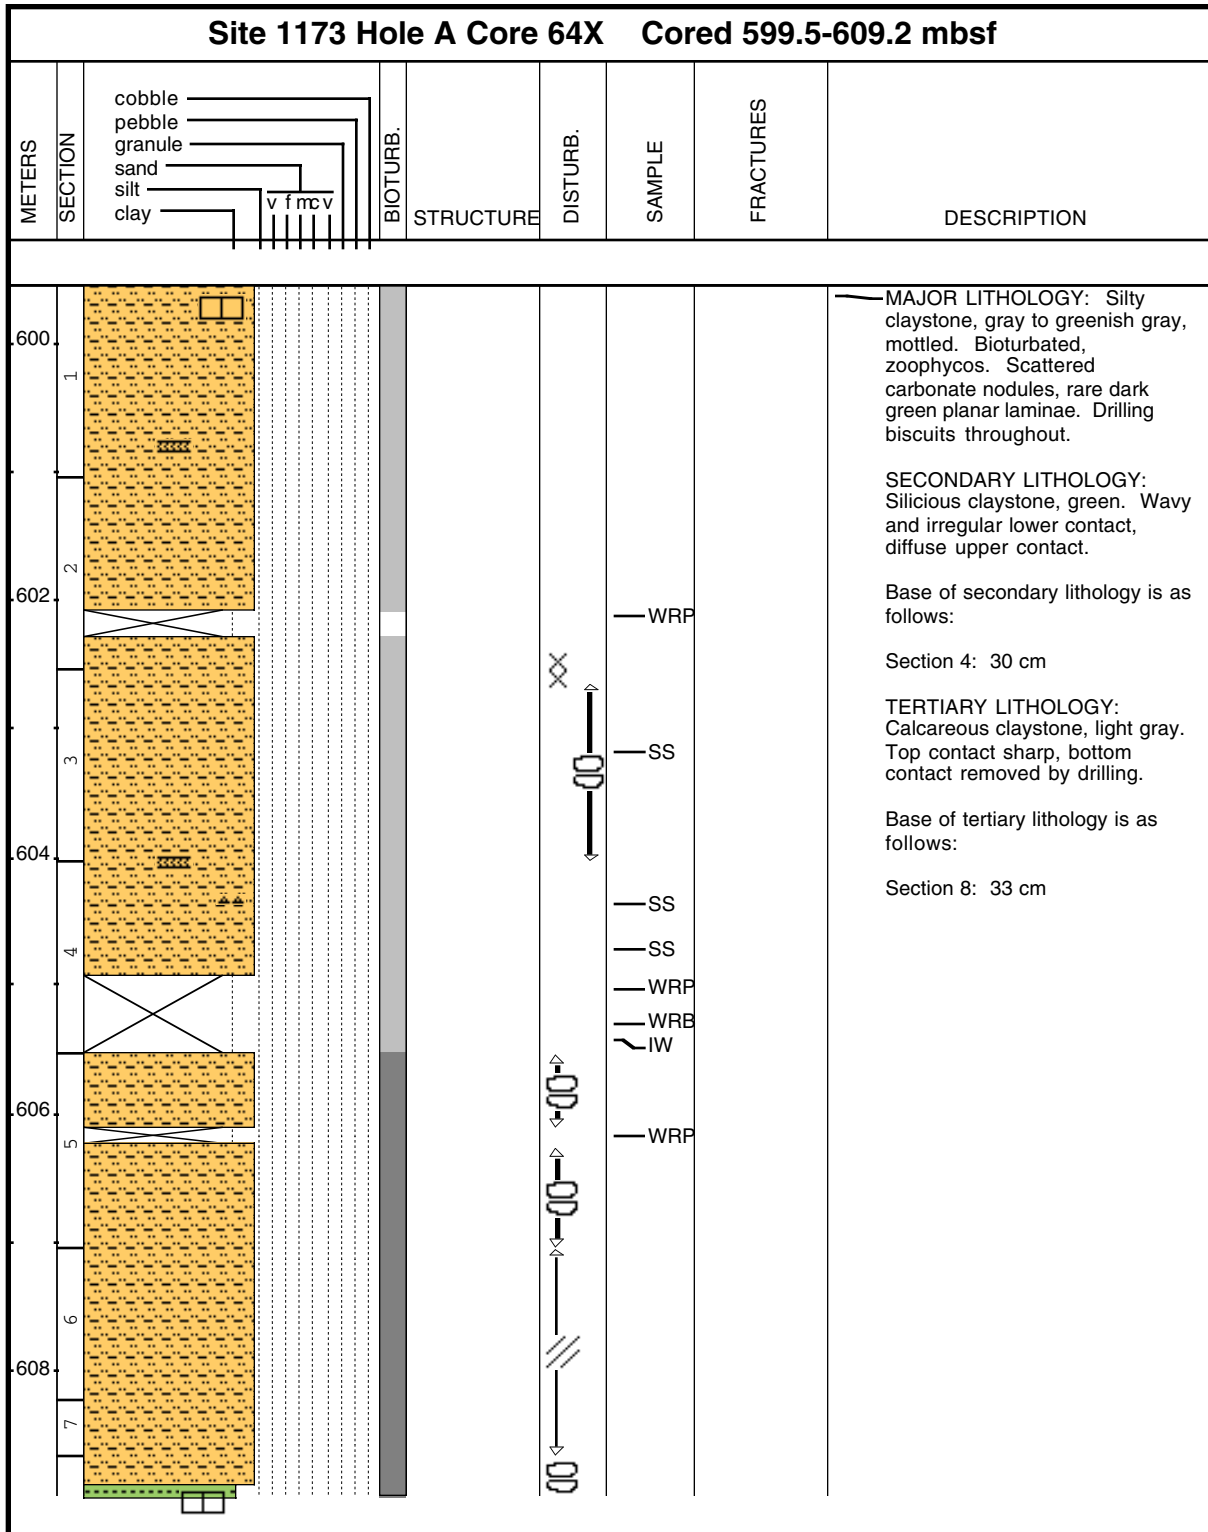 Site 1173 Hole A Core 64X Cored 599.5-609.2 mbsf
METERS
SECTION
cobble
pebble
granule
sand
silt
v f m c v
clay
BIOTURB.
STRUCTURE
DISTURB.
SAMPLE
FRACTURES
DESCRIPTION
600
602
604
606
608
1
2
3
4
5
6
7
WRP
SS
SS
SS
WRP
WRB
IW
WRP
MAJOR LITHOLOGY: Silty
claystone, gray to greenish gray,
mottled. Bioturbated,
zoophycos. Scattered
carbonate nodules, rare dark
green planar laminae. Drilling
biscuits throughout.
SECONDARY LITHOLOGY:
Silicious claystone, green. Wavy
and irregular lower contact,
diffuse upper contact.
Base of secondary lithology is as
follows:
Section 4: 30 cm
TERTIARY LITHOLOGY:
Calcareous claystone, light gray.
Top contact sharp, bottom
contact removed by drilling.
Base of tertiary lithology is as
follows:
Section 8: 33 cm